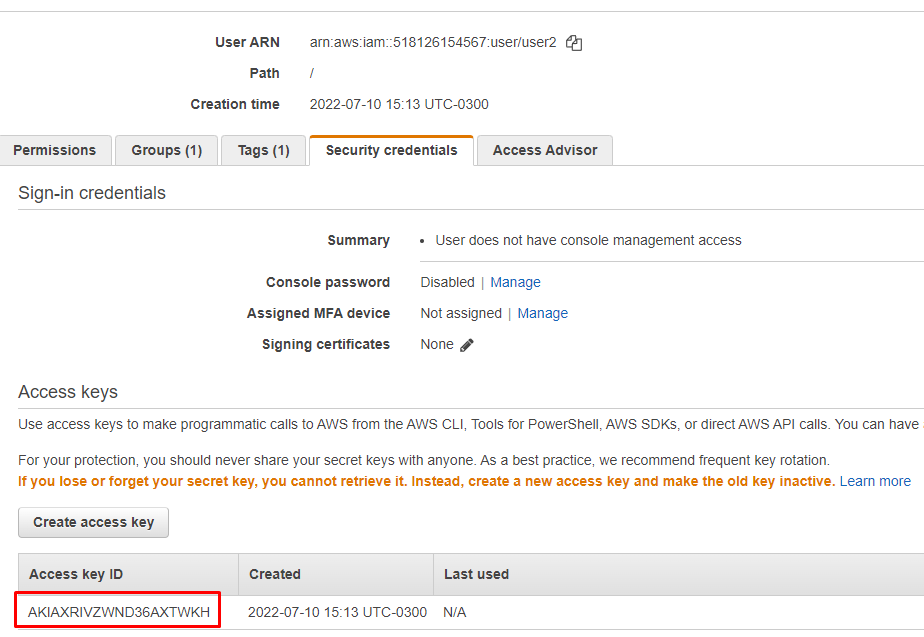 User ARN arn:aws:iam::518126154567:user/user2
Path /
Creation time 2022-07-10 15:13 UTC-0300
Permissions Groups (1) Tags (1) Security credentials Access Advisor
Sign-in credentials
Summary • User does not have console management access
Console password Disabled | Manage
Assigned MFA device Not assigned | Manage
Signing certificates None
Access keys
Use access keys to make programmatic calls to AWS from the AWS CLI, Tools for PowerShell, AWS SDKs, or direct AWS API calls. You can have
For your protection, you should never share your secret keys with anyone. As a best practice, we recommend frequent key rotation.
If you lose or forget your secret key, you cannot retrieve it. Instead, create a new access key and make the old key inactive. Learn more
Create access key
Access key ID Created Last used
AKIAXRIVZWND36AXTWKH 2022-07-10 15:13 UTC-0300 N/A